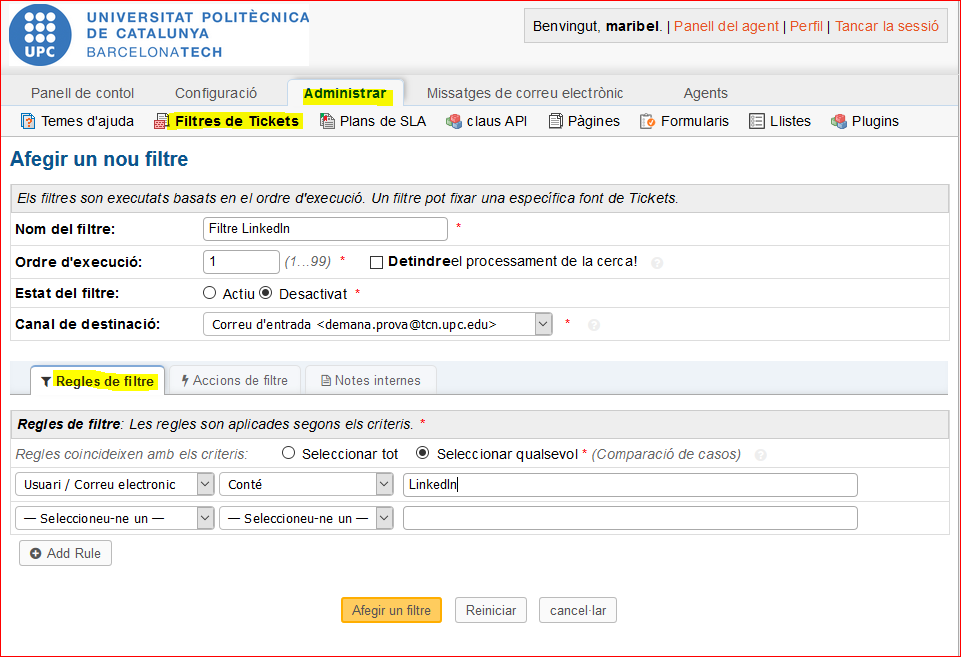 UNIVERSITAT POLITÈCNICA
DE CATALUNYA
BARCELONATECH
UPC
Benvingut, maribel. | Panell del agent | Perfil | Tancar la sessió
Panell de contol Configuració Administrar Missatges de correu electrònic Agents
Temes d'ajuda Filtres de Tickets Plans de SLA claus API Pàgines Formularis Llistes Plugins
Afegir un nou filtre
Els filtres son executats basats en el ordre d'execució. Un filtre pot fixar una específica font de Tickets.
Nom del filtre: Filtre LinkedIn *
Ordre d'execució: 1 (1...99) * Detindreel processament de la cerca! ?
Estat del filtre: Actiu Desactivat *
Canal de destinació: Correu d'entrada <demana.prova@tcn.upc.edu> * ?
Regles de filtre Accions de filtre Notes internes
Regles de filtre: Les regles son aplicades segons els criteris. *
Regles coincideixen amb els criteris: Seleccionar tot Seleccionar qualsevol * (Comparació de casos) ?
Usuari / Correu electronic Conté LinkedIn
— Seleccioneu-ne un — — Seleccioneu-ne un —
Add Rule
Afegir un filtre Reiniciar cancel·lar